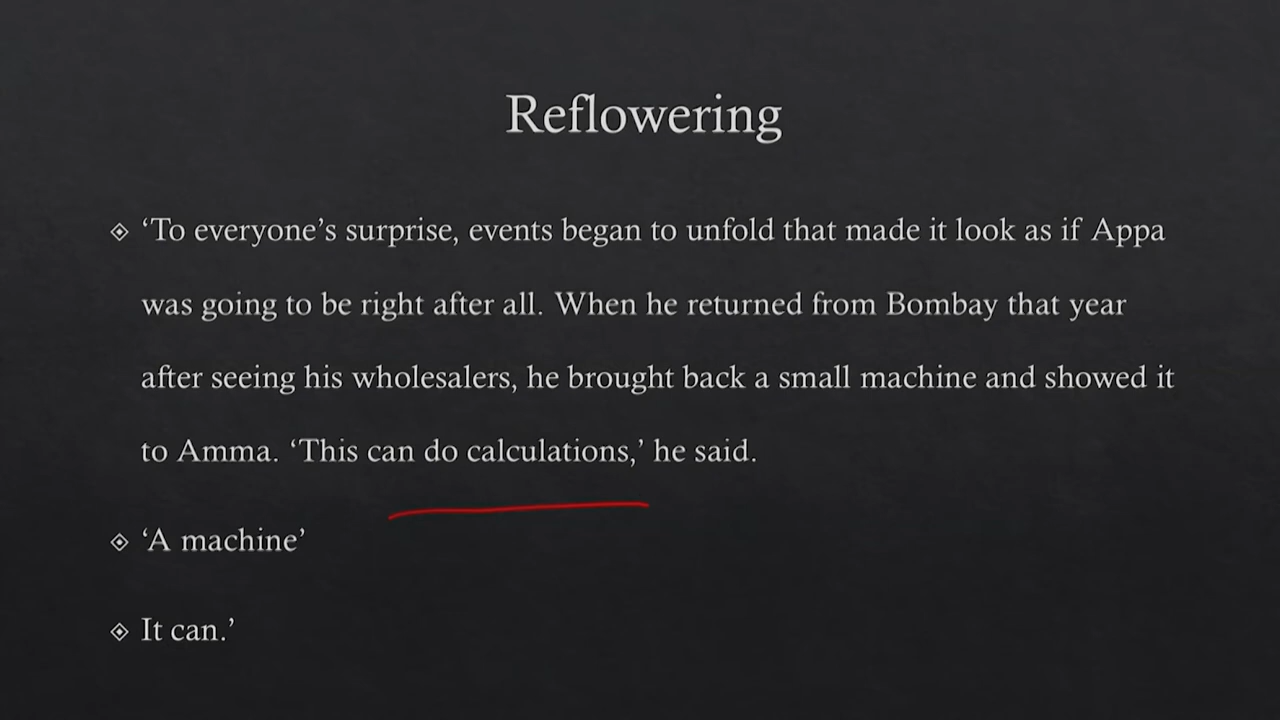 Reflowering
‘To everyone’s surprise, events began to unfold that made it look as if Appa
was going to be right after all. When he returned from Bombay that year
after seeing his wholesalers, he brought back a small machine and showed it
to Amma. ‘This can do calculations,’ he said.
‘A machine’
It can.’